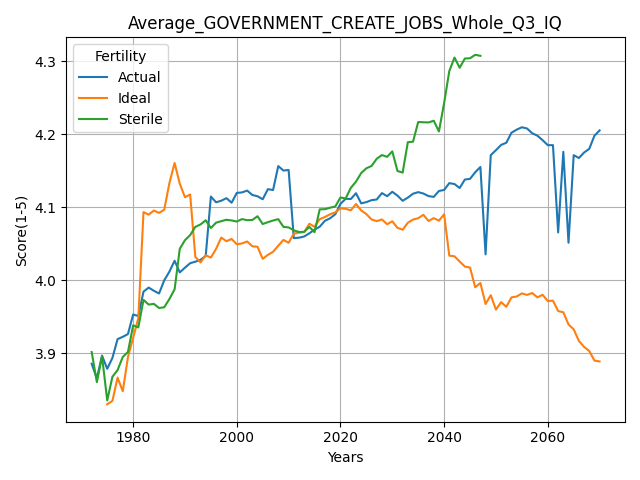 Average_GOVERNMENT_CREATE_JOBS_Whole_Q3_IQ
Fertility
Actual
Ideal
Sterile
Score(1-5)
4.3
4.2
4.1
4.0
3.9
1980 2000 2020 2040 2060
Years